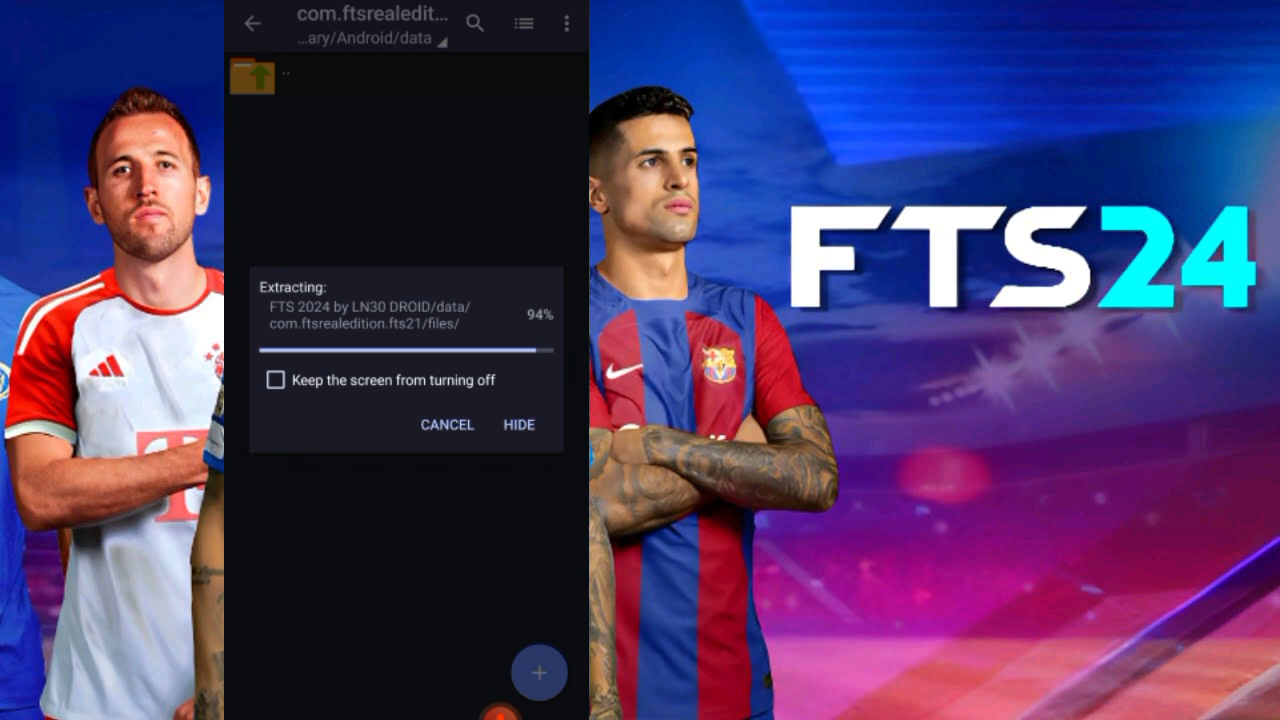 com.ftsrealedit...
...ary/Android/data
..
Extracting:
FTS 2024 by LN30 DROID/data/
com.ftsrealedition.fts21/files/
94%
Keep the screen from turning off
CANCEL HIDE
FTS24